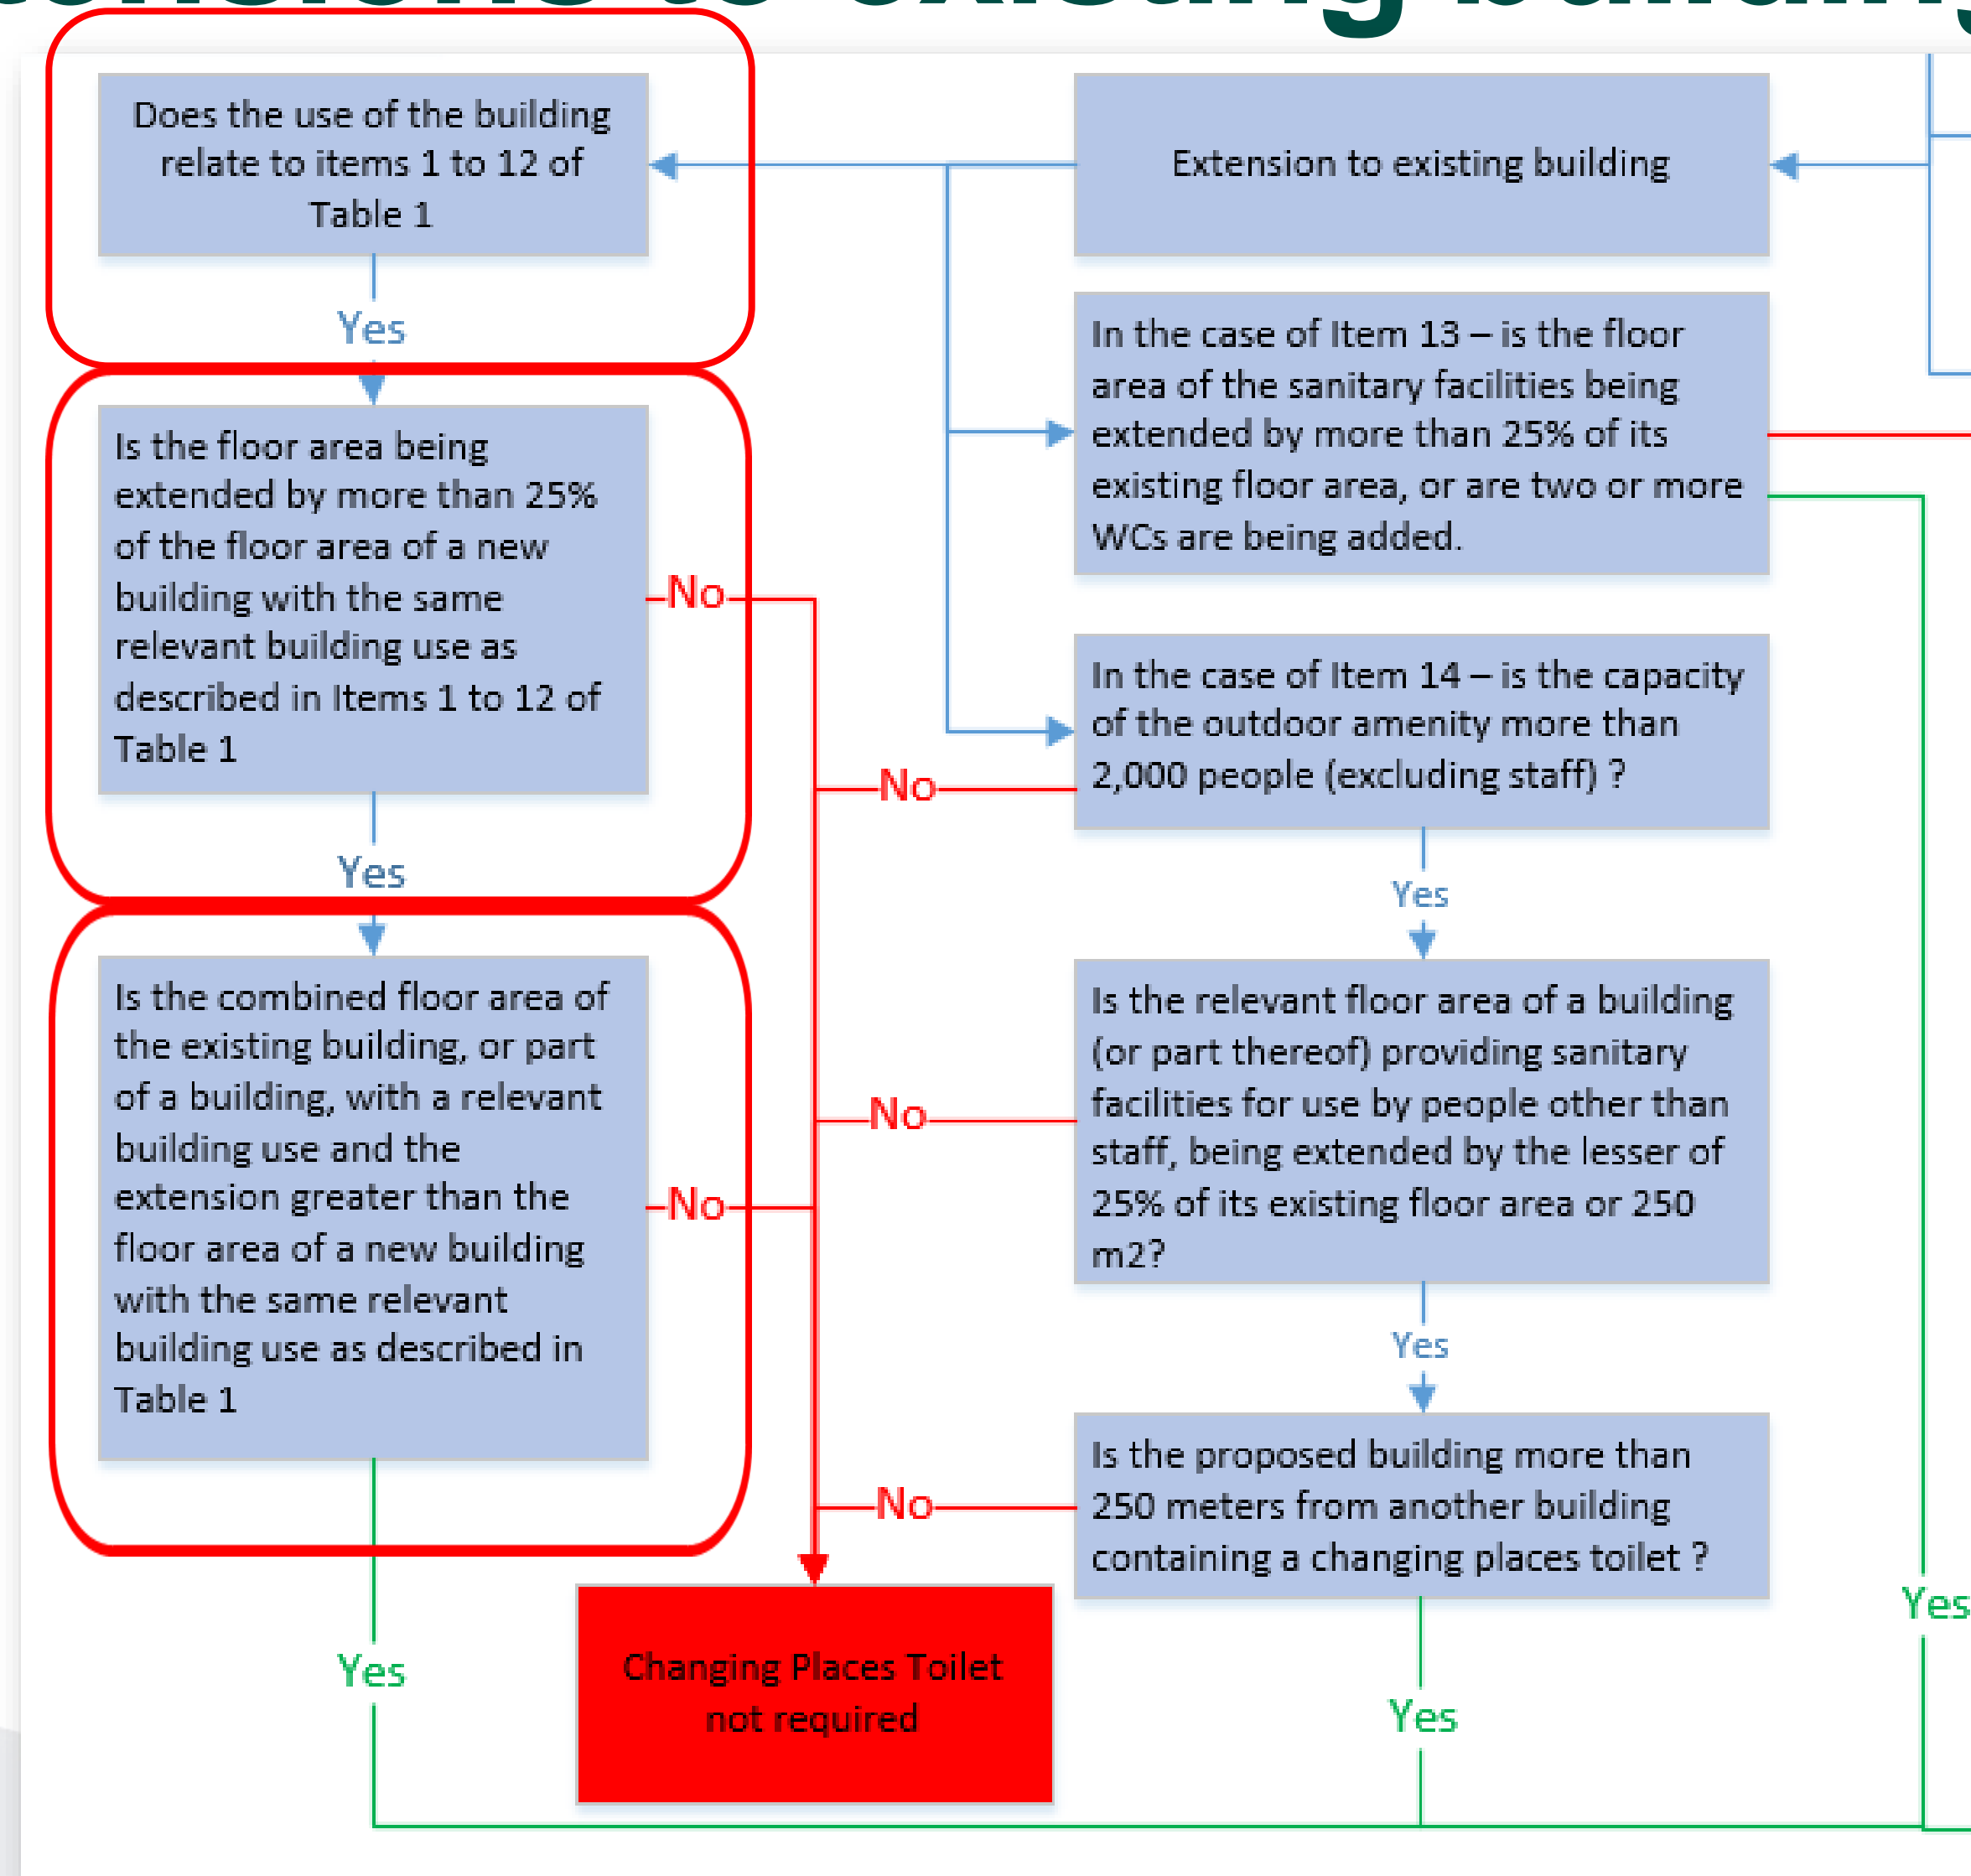 Does the use of the building
relate to items 1 to 12 of
Table 1
Yes
Is the floor area being
extended by more than 25%
of the floor area of a new
building with the same
relevant building use as
described in Items 1 to 12 of
Table 1
No
Yes
Is the combined floor area of
the existing building, or part
of a building, with a relevant
building use and the
extension greater than the
floor area of a new building
with the same relevant
building use as described in
Table 1
No
Yes
Extension to existing building
In the case of Item 13 – is the floor
area of the sanitary facilities being
extended by more than 25% of its
existing floor area, or are two or more
WCs are being added.
Yes
In the case of Item 14 – is the capacity
of the outdoor amenity more than
2,000 people (excluding staff) ?
No
Yes
Is the relevant floor area of a building
(or part thereof) providing sanitary
facilities for use by people other than
staff, being extended by the lesser of
25% of its existing floor area or 250
m2?
No
Yes
Is the proposed building more than
250 meters from another building
containing a changing places toilet ?
No
Yes
Changing Places Toilet
not required